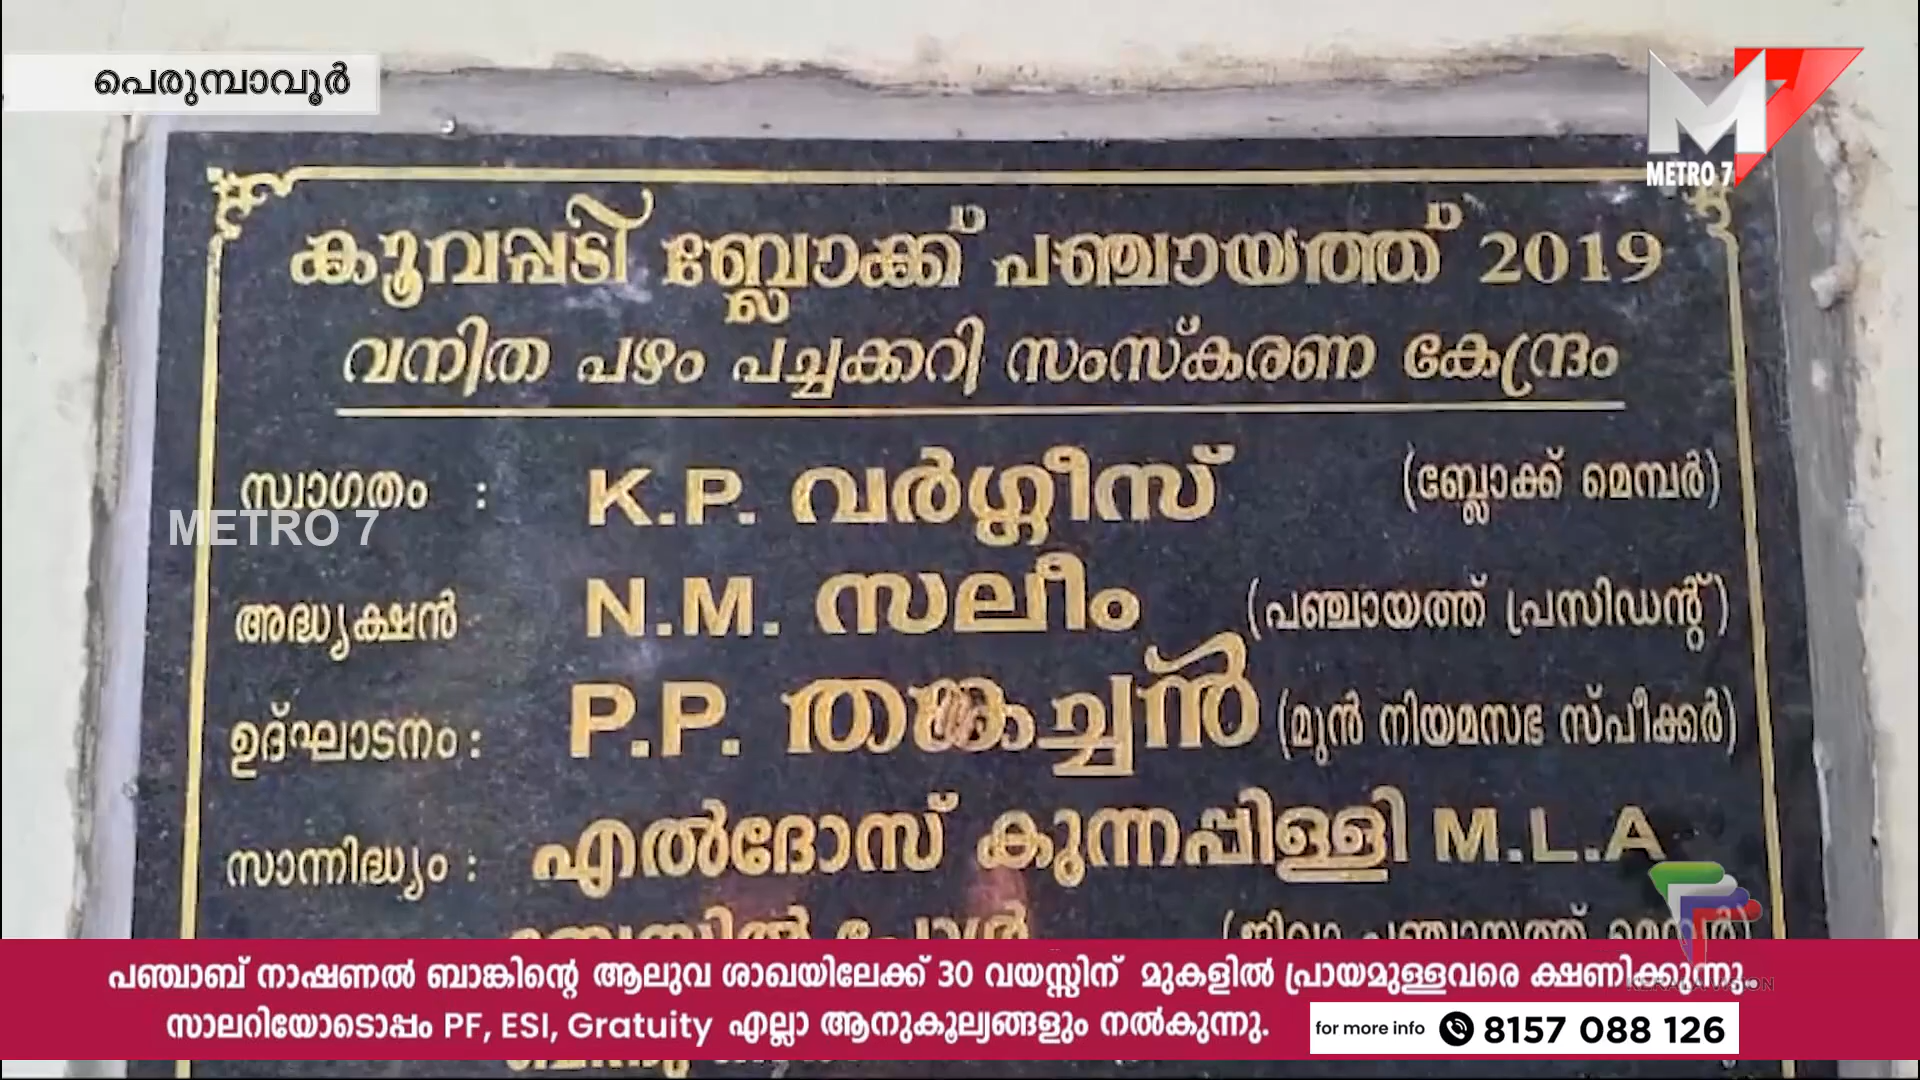 പെരുമ്പാവൂർ
METRO 7
കൂവപ്പടി ബ്ലോക്ക് പഞ്ചായത്ത് 2019
വനിത പഴം പച്ചക്കറി സംസ്കരണ കേന്ദ്രം
സ്വാഗതം : K.P. വർഗ്ഗീസ് (ബ്ലോക്ക് മെമ്പർ)
METRO 7
അദ്ധ്യക്ഷൻ N.M. സലീം (പഞ്ചായത്ത് പ്രസിഡന്റ്)
ഉദ്ഘാടനം : P.P. തങ്കച്ചൻ (മുൻ നിയമസഭ സ്പീക്കർ)
സാന്നിദ്ധ്യം : എൽദോസ് കുന്നപ്പിള്ളി M.L.A
പഞ്ചാബ് നാഷണൽ ബാങ്കിന്റെ ആലുവ ശാഖയിലേക്ക് 30 വയസ്സിന് മുകളിൽ പ്രായമുള്ളവരെ ക്ഷണിക്കുന്നു
സാലറിയോടൊപ്പം PF, ESI, Gratuity എല്ലാ ആനുകൂല്യങ്ങളും നൽകുന്നു.
for more info 8157 088 126